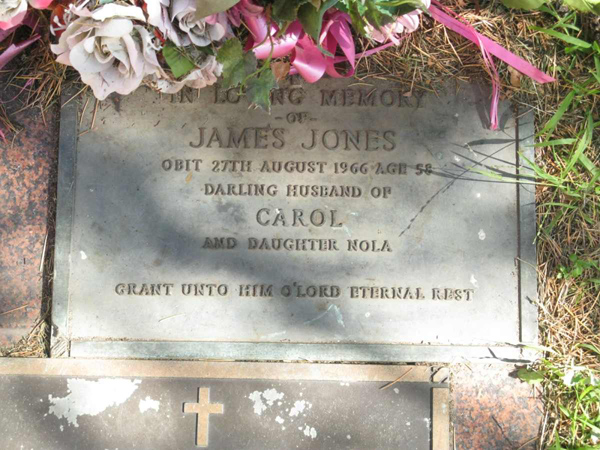 IN LOVING MEMORY
-OF-
JAMES JONES
OBIT 27TH AUGUST 1966 AGE 58
DARLING HUSBAND OF
CAROL
AND DAUGHTER NOLA
GRANT UNTO HIM O'LORD ETERNAL REST